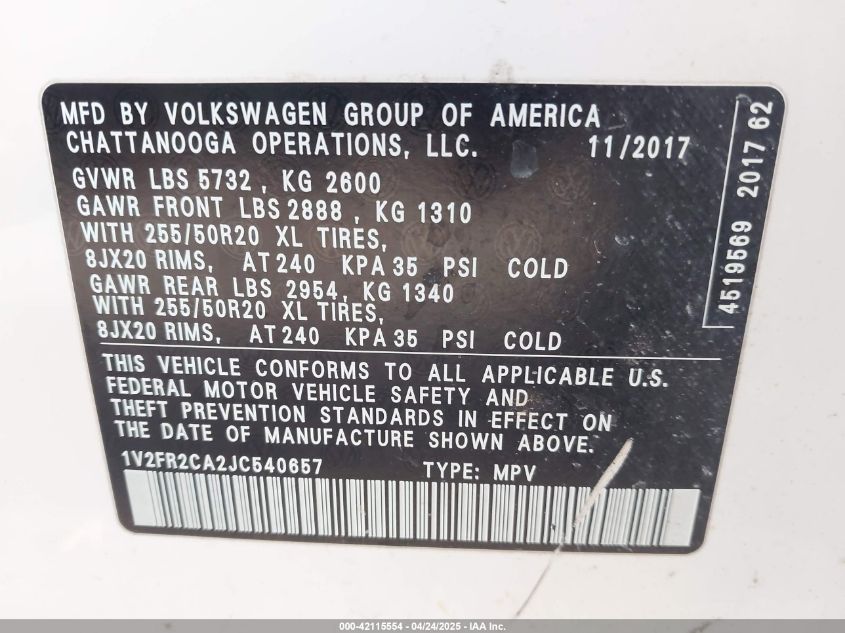 MFD BY VOLKSWAGEN GROUP OF AMERICA
CHATTANOOGA OPERATIONS, LLC. 11/2017
GVWR LBS 5732 , KG 2600
GAWR FRONT LBS 2888 , KG 1310
WITH 255/50R20 XL TIRES,
8JX20 RIMS, AT 240 KPA 35 PSI COLD
GAWR REAR LBS 2954, KG 1340
WITH 255/50R20 XL TIRES,
8JX20 RIMS, AT 240 KPA 35 PSI COLD
THIS VEHICLE CONFORMS TO ALL APPLICABLE U.S.
FEDERAL MOTOR VEHICLE SAFETY AND
THEFT PREVENTION STANDARDS IN EFFECT ON
THE DATE OF MANUFACTURE SHOWN ABOVE.
1V2FR2CA2JC540657 TYPE: MPV
4519569 2017 62
000-42115554 - 04/24/2025 - IAA Inc.